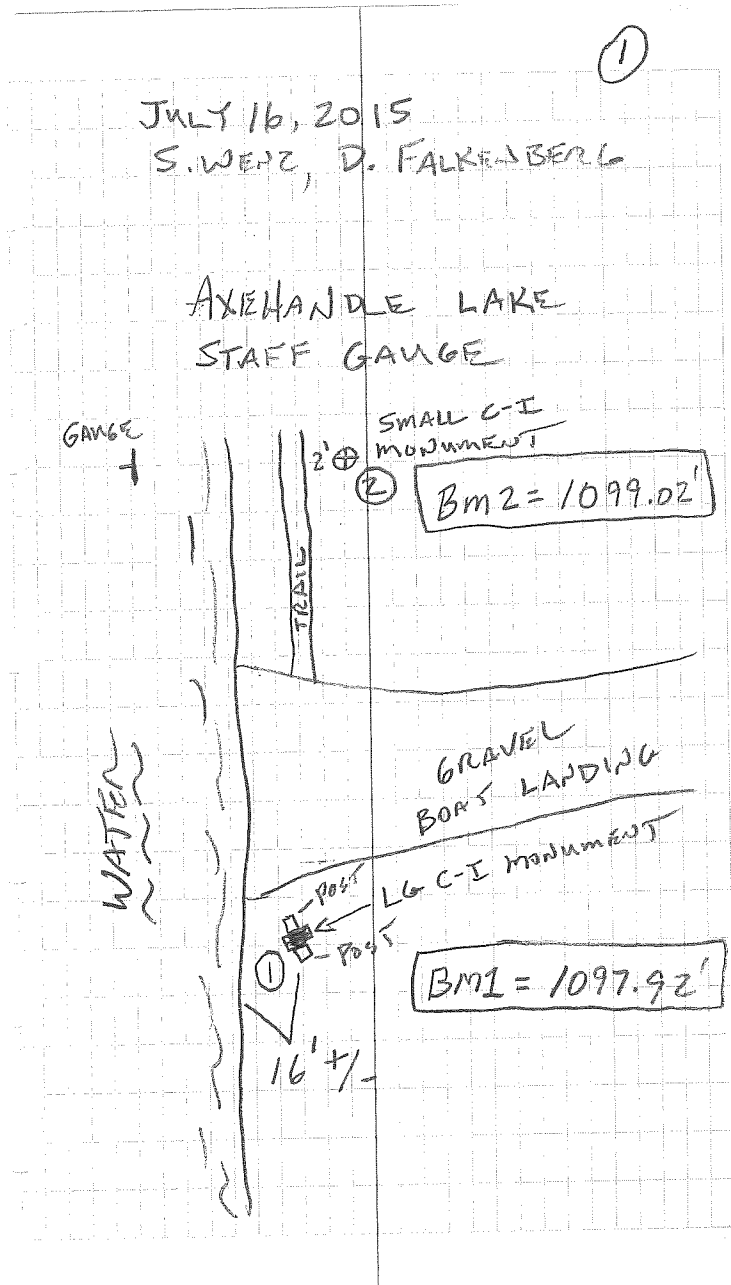 1
JULY 16, 2015
S. WENZ, D. FALKENBERG
AXEHANDLE LAKE
STAFF GAUGE
GAUGE
SMALL C-I
MONUMENT
2'
2
Bm2 = 1099.02'
TRAIL
GRAVEL
BOAT LANDING
WATER
POST
LG C-I MONUMENT
POST
1
Bm1 = 1097.92'
16' +/-